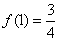 f(1) = 3/4